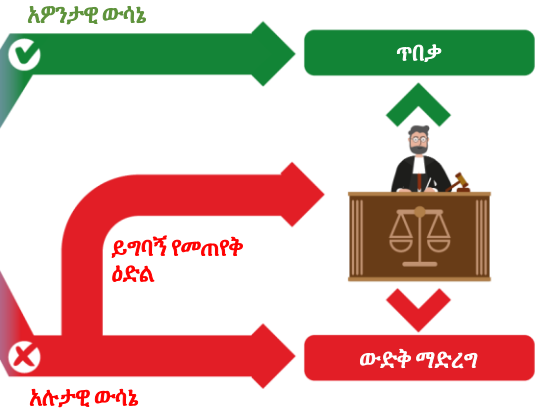 አዎንታዊ ውሳኔ
ጥበቃ
ይግባኝ የመጠየቅ
ዕድል
ውድቅ ማድረግ
አሉታዊ ውሳኔ